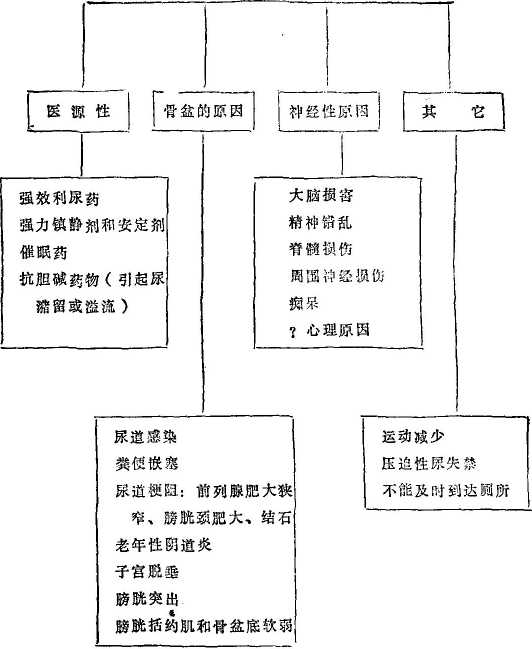 医源性
骨盆的原因
神经性原因
其它
强效利尿药
强力镇静剂和安定剂
催眠药
抗胆碱药物（引起尿
潴留或溢流）
大脑损害
精神错乱
脊髓损伤
周围神经损伤
痴呆
？心理原因
尿道感染
粪便嵌塞
尿道梗阻：前列腺肥大狭
窄、膀胱颈肥大、结石
老年性阴道炎
子宫脱垂
膀胱突出
膀胱括约肌和骨盆底软弱
运动减少
压迫性尿失禁
不能及时到达厕所